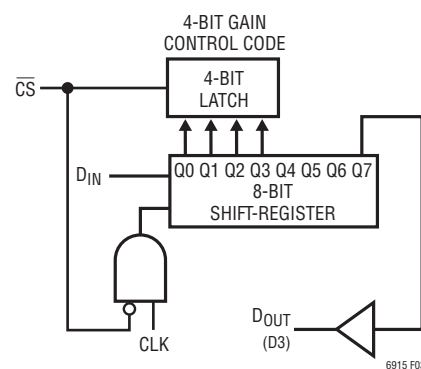 4-BIT GAIN
CONTROL CODE
4-BIT
LATCH
CS
Q0 Q1 Q2 Q3 Q4 Q5 Q6 Q7
DIN
8-BIT
SHIFT-REGISTER
CLK
DOUT
(D3)